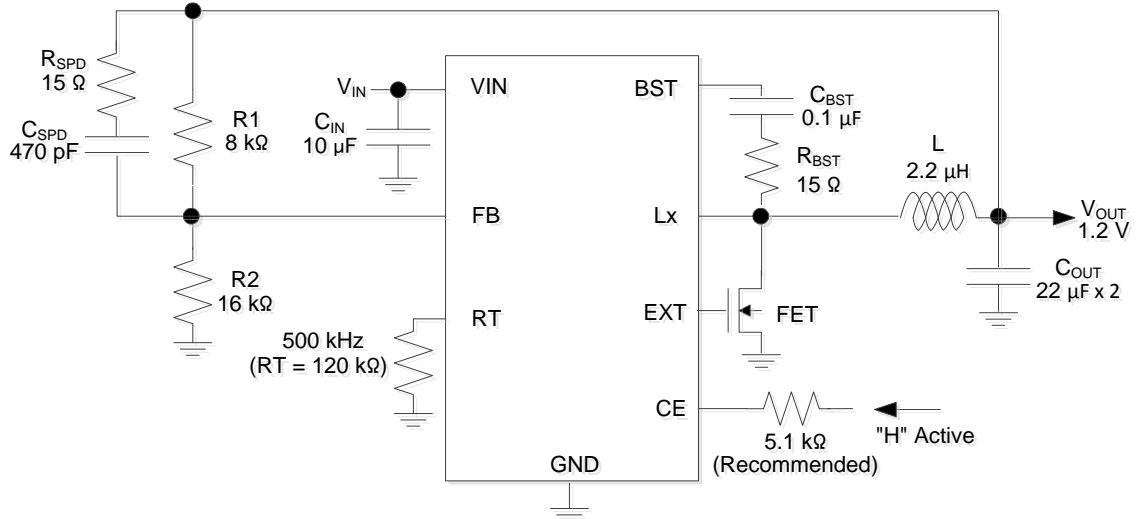 RSPD
15 Ω
CSPD
470 pF
R1
8 kΩ
R2
16 kΩ
VIN
CIN
10 µF
500 kHz
(RT = 120 kΩ)
VIN
FB
RT
GND
BST
Lx
EXT
CE
CBST
0.1 µF
RBST
15 Ω
L
2.2 µH
VOUT
1.2 V
COUT
22 µF x 2
FET
5.1 kΩ
(Recommended)
"H" Active